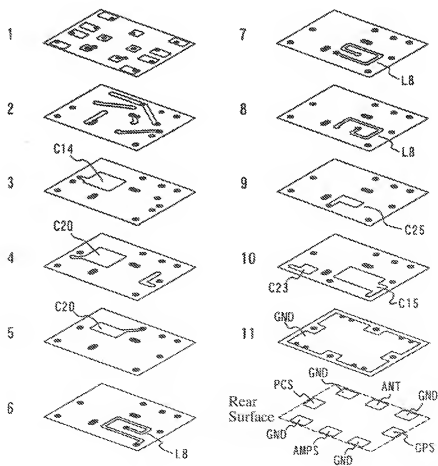 1
2
C14
3
C20
4
C20
5
6
L8
7
L8
8
L8
9
C25
10
C23
C15
11
GND
Rear
Surface
PCS
GND
ANT
GND
GND
AMPS
GND
GPS